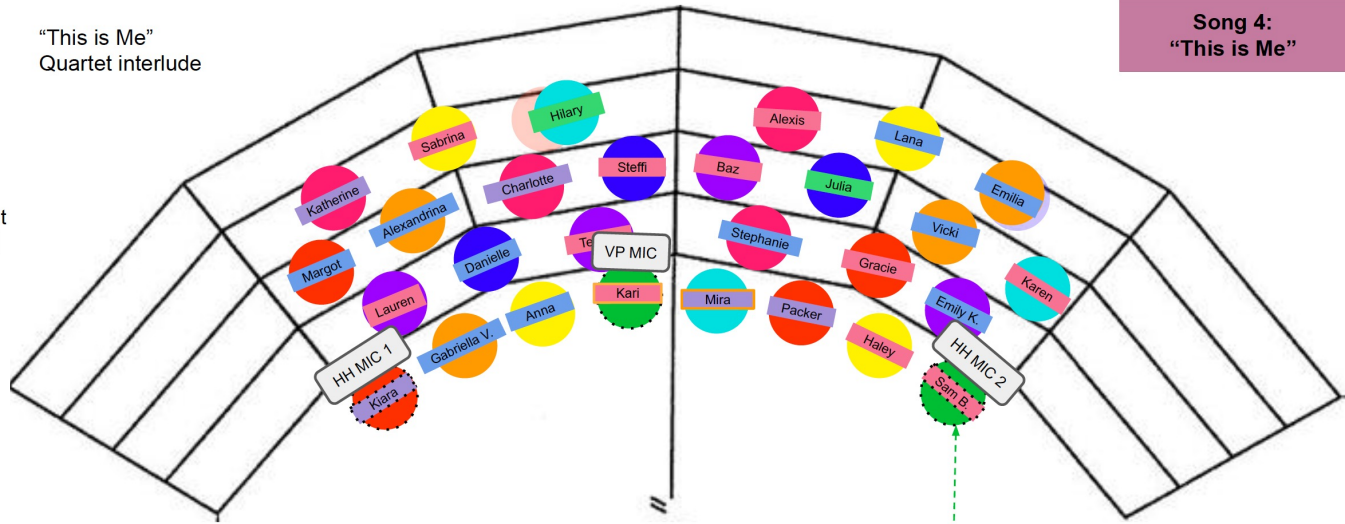 “This is Me”
Quartet interlude
Song 4:
“This is Me”
t
Hilary
Alexis
Sabrina
Lana
Steffi
Baz
Charlotte
Julia
Katherine
Emilia
Alexandrina
Vicki
Stephanie
VP MIC
Danielle
Margot
Gracie
Karen
Kari
Mira
Lauren
Packer
Emily K.
Anna
Gabriella V.
Haley
HH MIC 1
HH MIC 2
Kiara
Sam B.